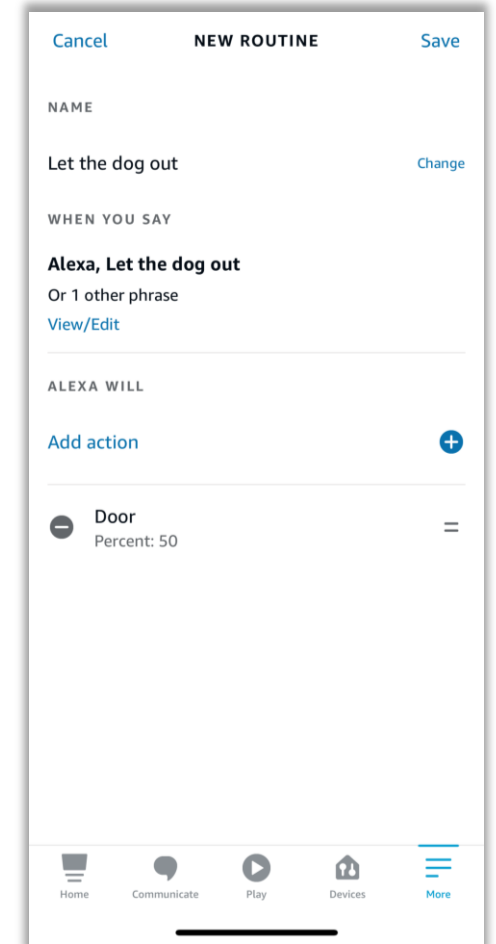 Cancel NEW ROUTINE Save
NAME
Let the dog out Change
WHEN YOU SAY
Alexa, Let the dog out
Or 1 other phrase
View/Edit
ALEXA WILL
Add action
Door
Percent: 50
Home Communicate Play Devices More